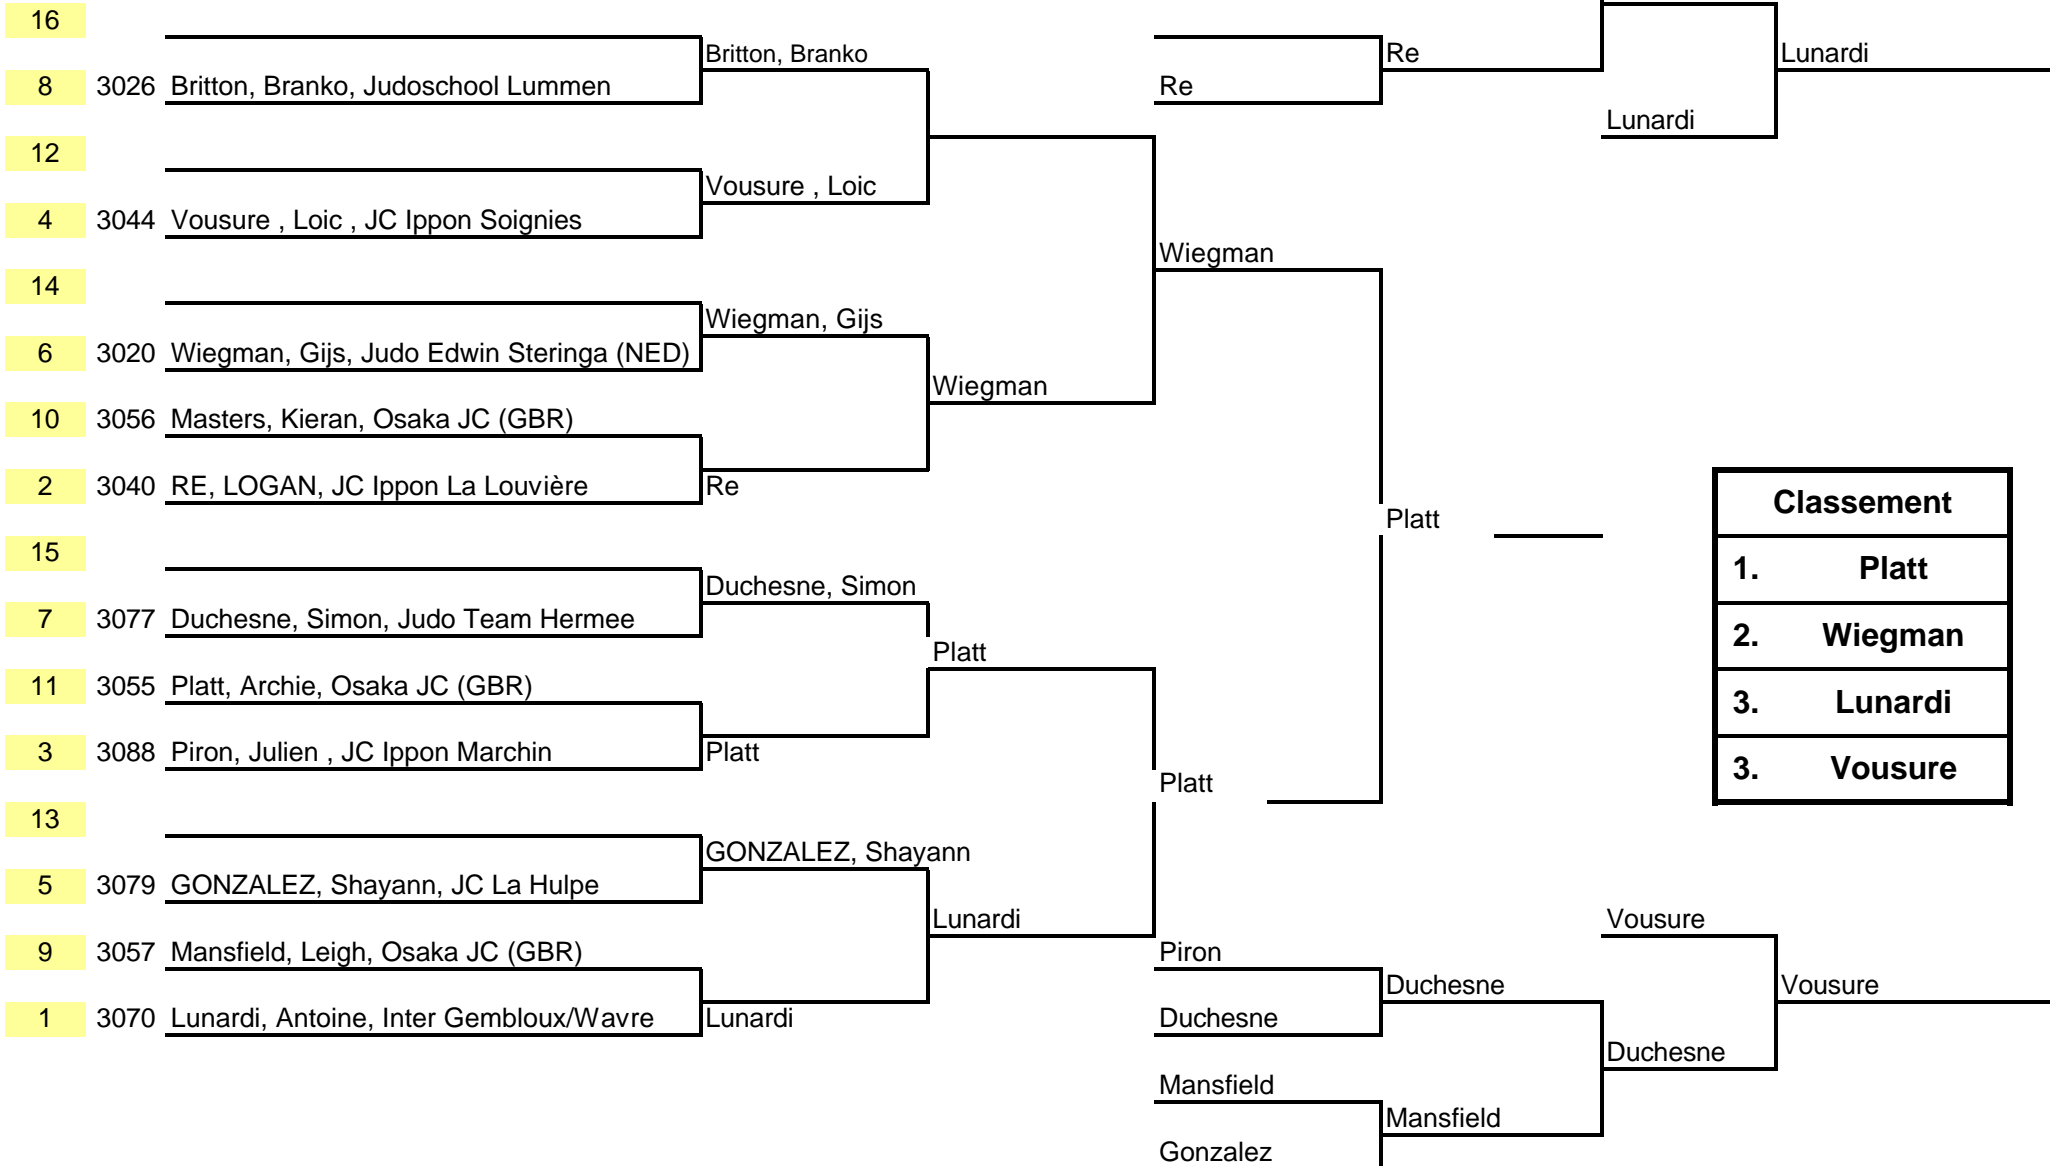 16
Britton, Branko
Re
Lunardi
8 3026 Britton, Branko, Judoschool Lummen
Re
Lunardi
12
Vousure , Loic
4 3044 Vousure , Loic , JC Ippon Soignies
Wiegman
14
Wiegman, Gijs
6 3020 Wiegman, Gijs, Judo Edwin Steringa (NED)
Wiegman
10 3056 Masters, Kieran, Osaka JC (GBR)
2 3040 RE, LOGAN, JC Ippon La Louvière
Re
Classement
Platt
15
1. Platt
Duchesne, Simon
7 3077 Duchesne, Simon, Judo Team Hermee
2. Wiegman
Platt
11 3055 Platt, Archie, Osaka JC (GBR)
3. Lunardi
3 3088 Piron, Julien , JC Ippon Marchin
Platt
3. Vousure
Platt
13
GONZALEZ, Shayann
5 3079 GONZALEZ, Shayann, JC La Hulpe
Lunardi
Vousure
9 3057 Mansfield, Leigh, Osaka JC (GBR)
Piron
Duchesne
Vousure
1 3070 Lunardi, Antoine, Inter Gembloux/Wavre
Lunardi
Duchesne
Duchesne
Mansfield
Mansfield
Gonzalez